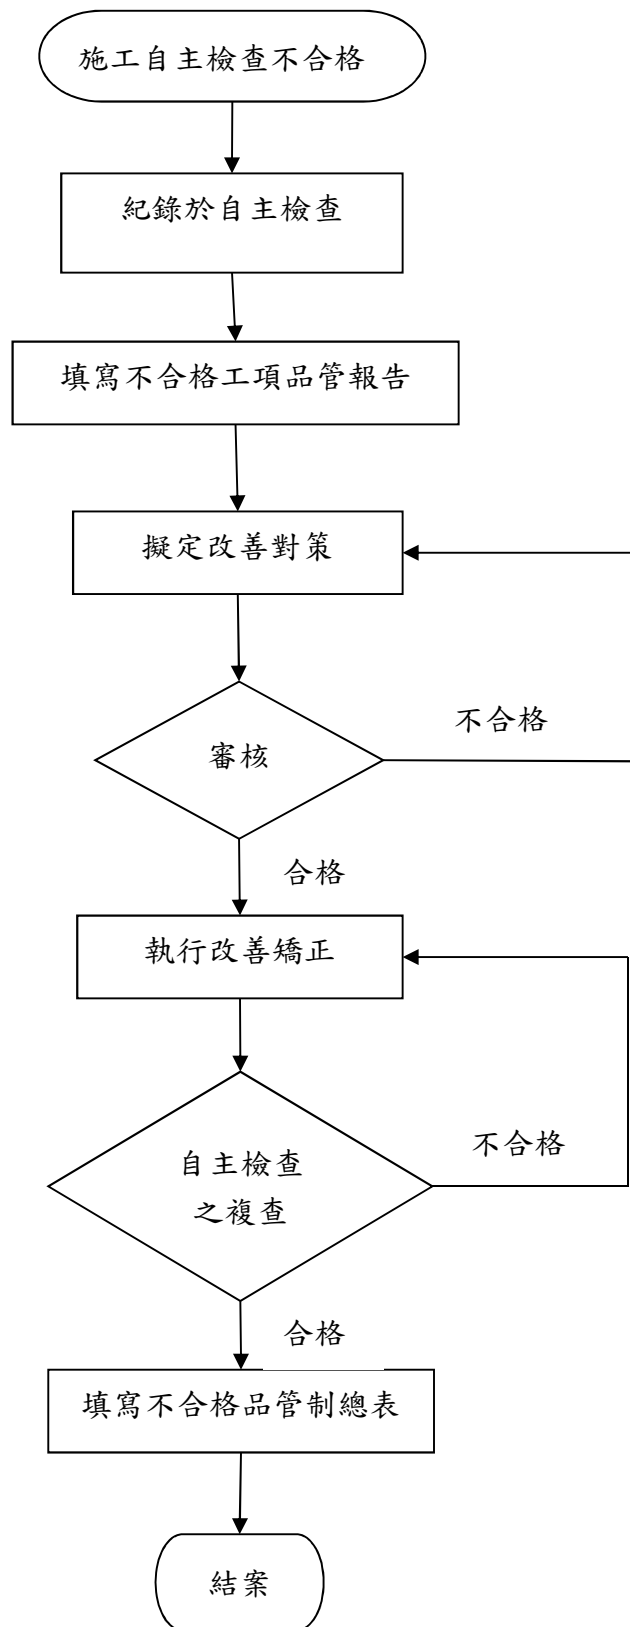 施工自主檢查不合格
紀錄於自主檢查
填寫不合格工項品管報告
擬定改善對策
審核
不合格
合格
執行改善矯正
自主檢查
之複查
不合格
合格
填寫不合格品管制總表
結案